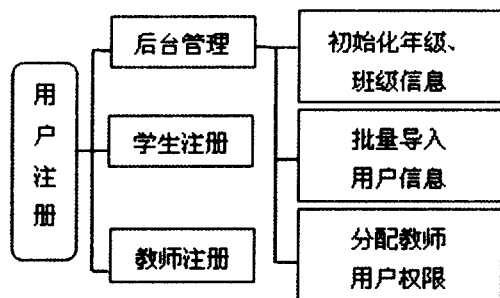 用
户
注
册
后台管理
学生注册
教师注册
初始化年级、
班级信息
批量导入
用户信息
分配教师
用户权限